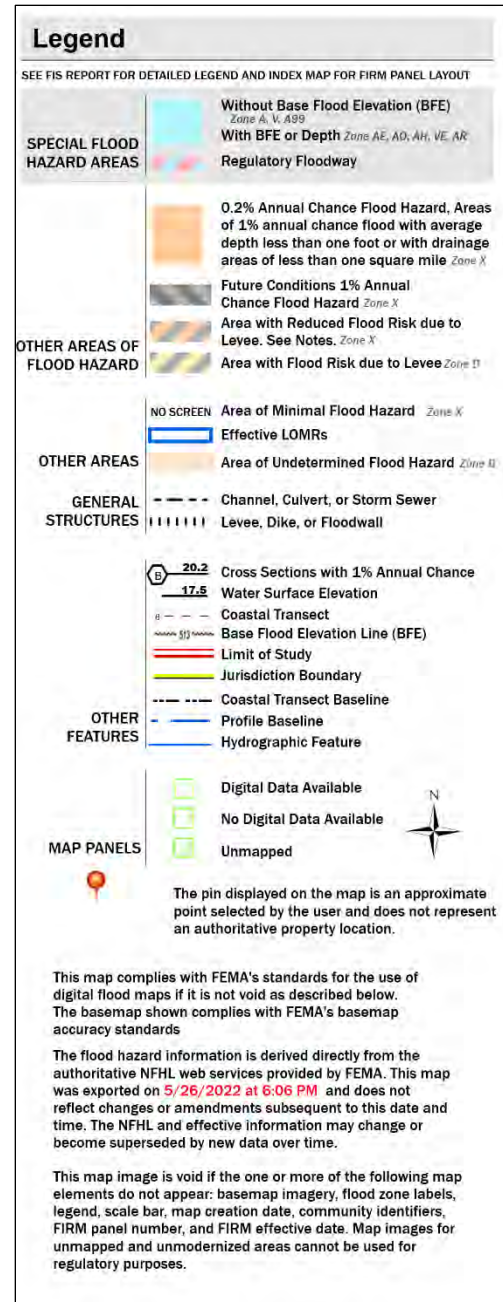 Legend
SEE FIS REPORT FOR DETAILED LEGEND AND INDEX MAP FOR FIRM PANEL LAYOUT
SPECIAL FLOOD
HAZARD AREAS
Without Base Flood Elevation (BFE)
Zone A, V, A99
With BFE or Depth Zone AE, AO, AH, VE, AR
Regulatory Floodway
OTHER AREAS OF
FLOOD HAZARD
0.2% Annual Chance Flood Hazard, Areas
of 1% annual chance flood with average
depth less than one foot or with drainage
areas of less than one square mile Zone X
Future Conditions 1% Annual
Chance Flood Hazard Zone X
Area with Reduced Flood Risk due to
Levee. See Notes. Zone X
Area with Flood Risk due to Levee Zone D
OTHER AREAS
NO SCREEN Area of Minimal Flood Hazard Zone X
Effective LOMRs
Area of Undetermined Flood Hazard Zone D
GENERAL
STRUCTURES
Channel, Culvert, or Storm Sewer
Levee, Dike, or Floodwall
OTHER
FEATURES
B 20.2 Cross Sections with 1% Annual Chance
17.5 Water Surface Elevation
8 Coastal Transect
513 Base Flood Elevation Line (BFE)
Limit of Study
Jurisdiction Boundary
Coastal Transect Baseline
Profile Baseline
Hydrographic Feature
MAP PANELS
Digital Data Available
No Digital Data Available
Unmapped
N
The pin displayed on the map is an approximate
point selected by the user and does not represent
an authoritative property location.
This map complies with FEMA's standards for the use of
digital flood maps if it is not void as described below.
The basemap shown complies with FEMA's basemap
accuracy standards
The flood hazard information is derived directly from the
authoritative NFHL web services provided by FEMA. This map
was exported on 5/26/2022 at 6:06 PM and does not
reflect changes or amendments subsequent to this date and
time. The NFHL and effective information may change or
become superseded by new data over time.
This map image is void if the one or more of the following map
elements do not appear: basemap imagery, flood zone labels,
legend, scale bar, map creation date, community identifiers,
FIRM panel number, and FIRM effective date. Map images for
unmapped and unmodernized areas cannot be used for
regulatory purposes.